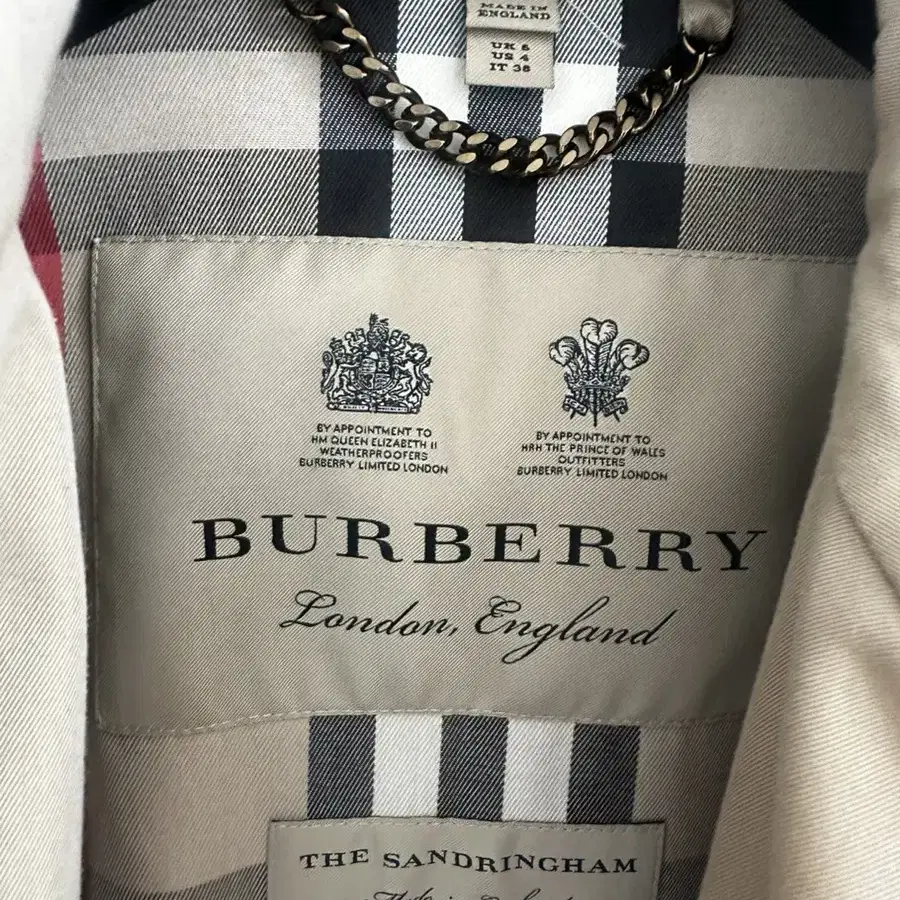 MADE IN
ENGLAND
UK 6
US 4
IT 38
BY APPOINTMENT TO
HM QUEEN ELIZABETH II
WEATHERPROOFERS
BURBERRY LIMITED LONDON
BY APPOINTMENT TO
HRH THE PRINCE OF WALES
OUTFITTERS
BURBERRY LIMITED LONDON
BURBERRY
London, England
THE SANDRINGHAM